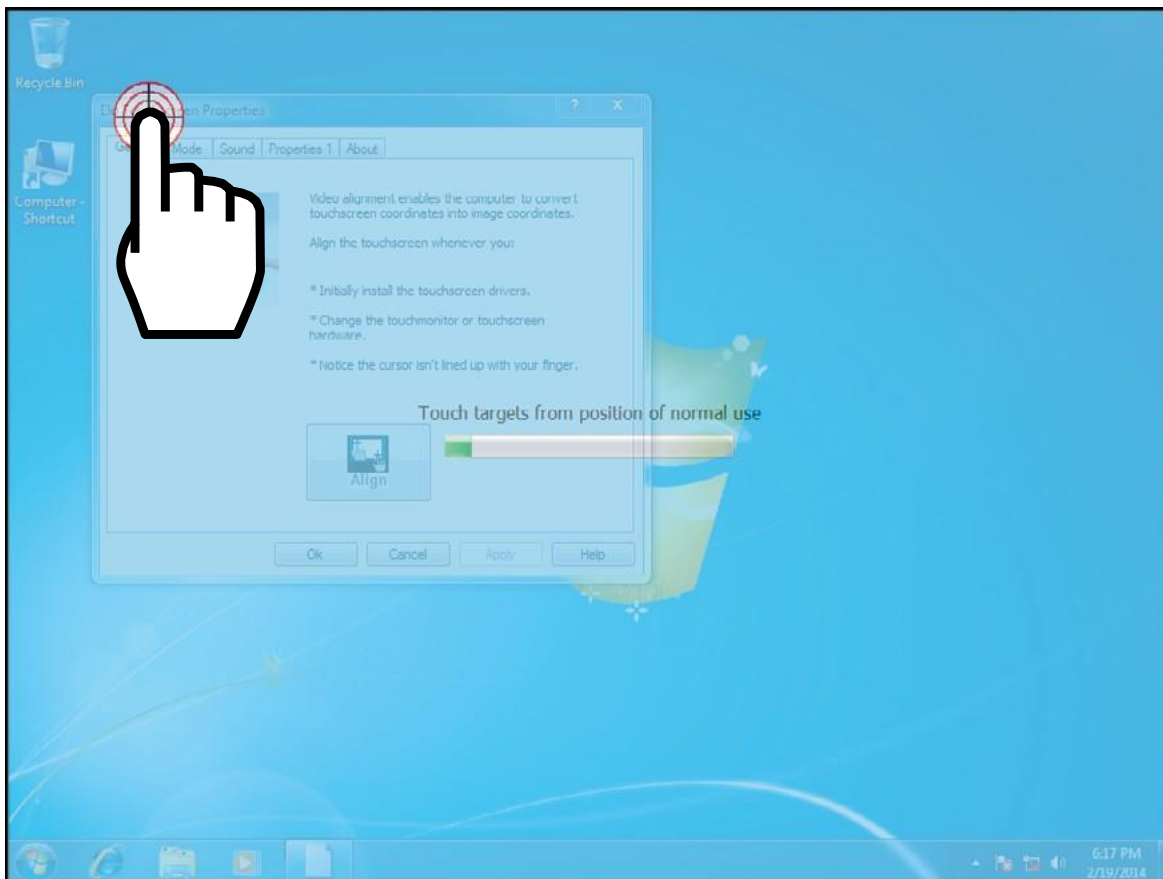 Recycle Bin
Properties
? X
Mode Sound Properties 1 About
Computer -
Shortcut
Video alignment enables the computer to convert
touchscreen coordinates into image coordinates.
Align the touchscreen whenever you:
* Initially install the touchscreen drivers.
* Change the touchmonitor or touchscreen
hardware.
* Notice the cursor isn't lined up with your finger.
Touch targets from position of normal use
Align
Ok Cancel Apply Help
6:17 PM
2/19/2014